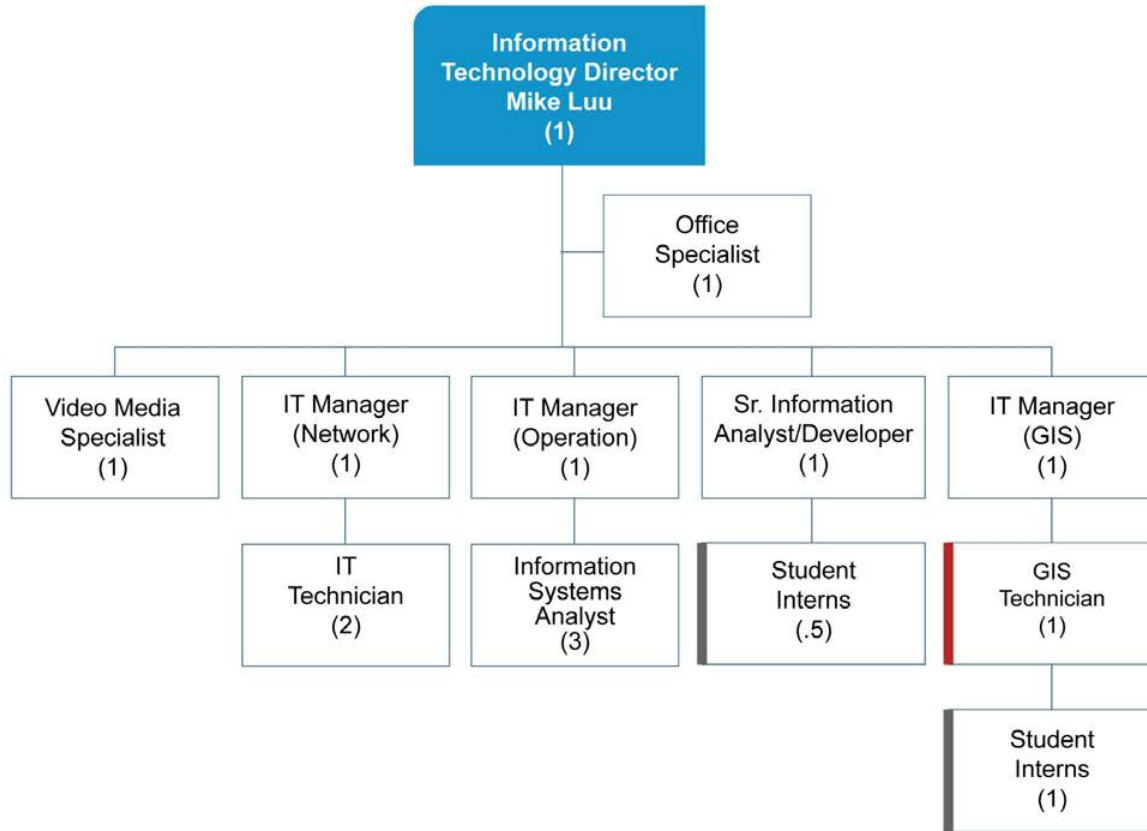 Information
Technology Director
Mike Luu
(1)
Office
Specialist
(1)
Video Media
Specialist
(1)
IT Manager
(Network)
(1)
IT Manager
(Operation)
(1)
Sr. Information
Analyst/Developer
(1)
IT Manager
(GIS)
(1)
IT
Technician
(2)
Information
Systems
Analyst
(3)
Student
Interns
(.5)
GIS
Technician
(1)
Student
Interns
(1)